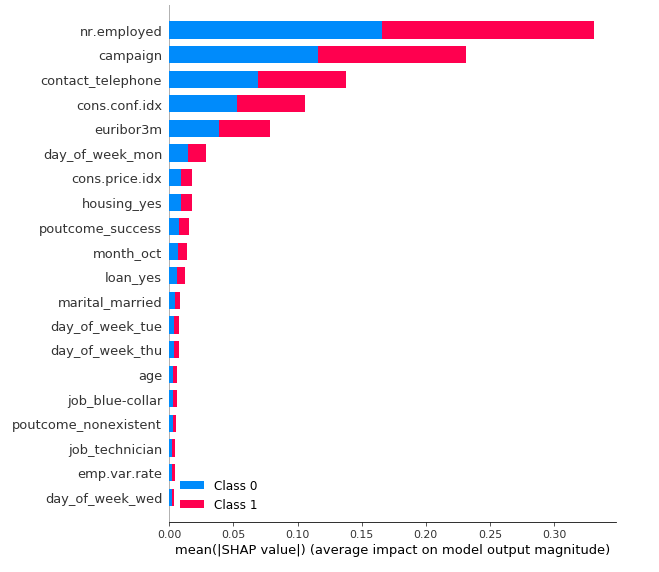 nr.employed
campaign
contact_telephone
cons.conf.idx
euribor3m
day_of_week_mon
cons.price.idx
housing_yes
poutcome_success
month_oct
loan_yes
marital_married
day_of_week_tue
day_of_week_thu
age
job_blue-collar
poutcome_nonexistent
job_technician
emp.var.rate
day_of_week_wed
Class 0
Class 1
0.00 0.05 0.10 0.15 0.20 0.25 0.30
mean(|SHAP value|) (average impact on model output magnitude)